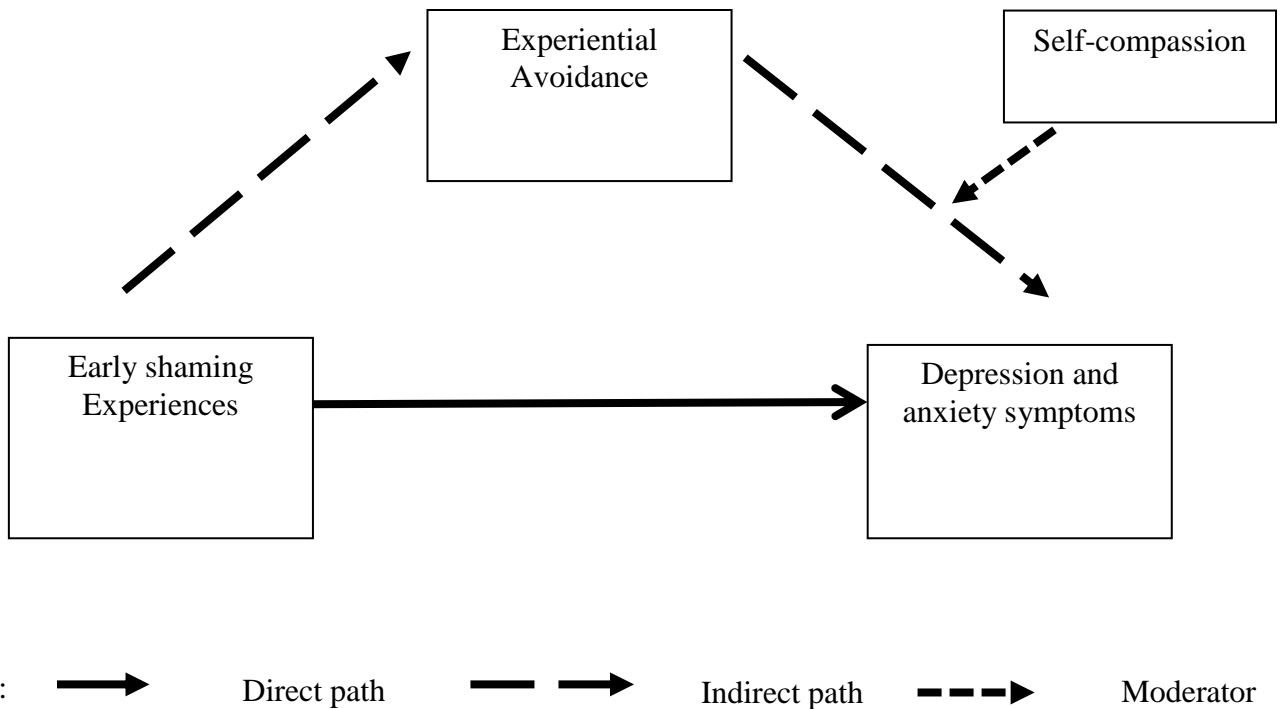 Experiential
Avoidance
Self-compassion
Early shaming
Experiences
Depression and
anxiety symptoms
: Direct path Indirect path Moderator